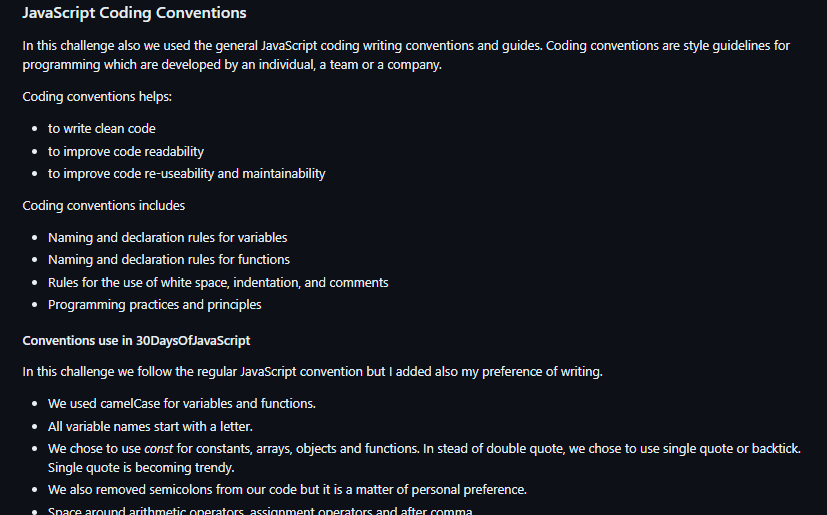 JavaScript Coding Conventions
In this challenge also we used the general JavaScript coding writing conventions and guides. Coding conventions are style guidelines for
programming which are developed by an individual, a team or a company.
Coding conventions helps:
• to write clean code
• to improve code readability
• to improve code re-useability and maintainability
Coding conventions includes
• Naming and declaration rules for variables
• Naming and declaration rules for functions
• Rules for the use of white space, indentation, and comments
• Programming practices and principles
Conventions use in 30DaysOfJavaScript
In this challenge we follow the regular JavaScript convention but I added also my preference of writing.
• We used camelCase for variables and functions.
• All variable names start with a letter.
• We chose to use const for constants, arrays, objects and functions. In stead of double quote, we chose to use single quote or backtick.
Single quote is becoming trendy.
• We also removed semicolons from our code but it is a matter of personal preference.
• Space around arithmetic operators, assignment operators and after comma